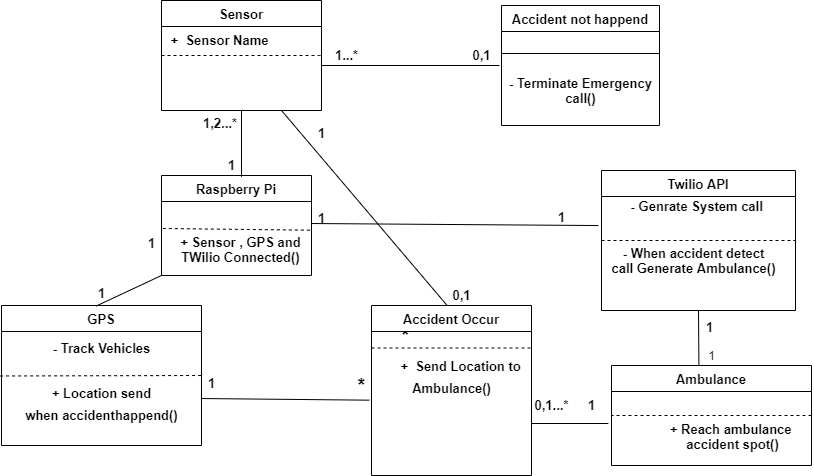 Sensor
+ Sensor Name
Accident not happend
- Terminate Emergency
call()
1...*
0,1
1,2...*
1
1
Raspberry Pi
+ Sensor , GPS and
TWilio Connected()
1
1
Twilio API
- Genrate System call
- When accident detect
call Generate Ambulance()
1
1
0,1
GPS
- Track Vehicles
+ Location send
when accidenthappend()
1
*
Accident Occur
*
+ Send Location to
Ambulance()
1
1
0,1...*
1
Ambulance
+ Reach ambulance
accident spot()